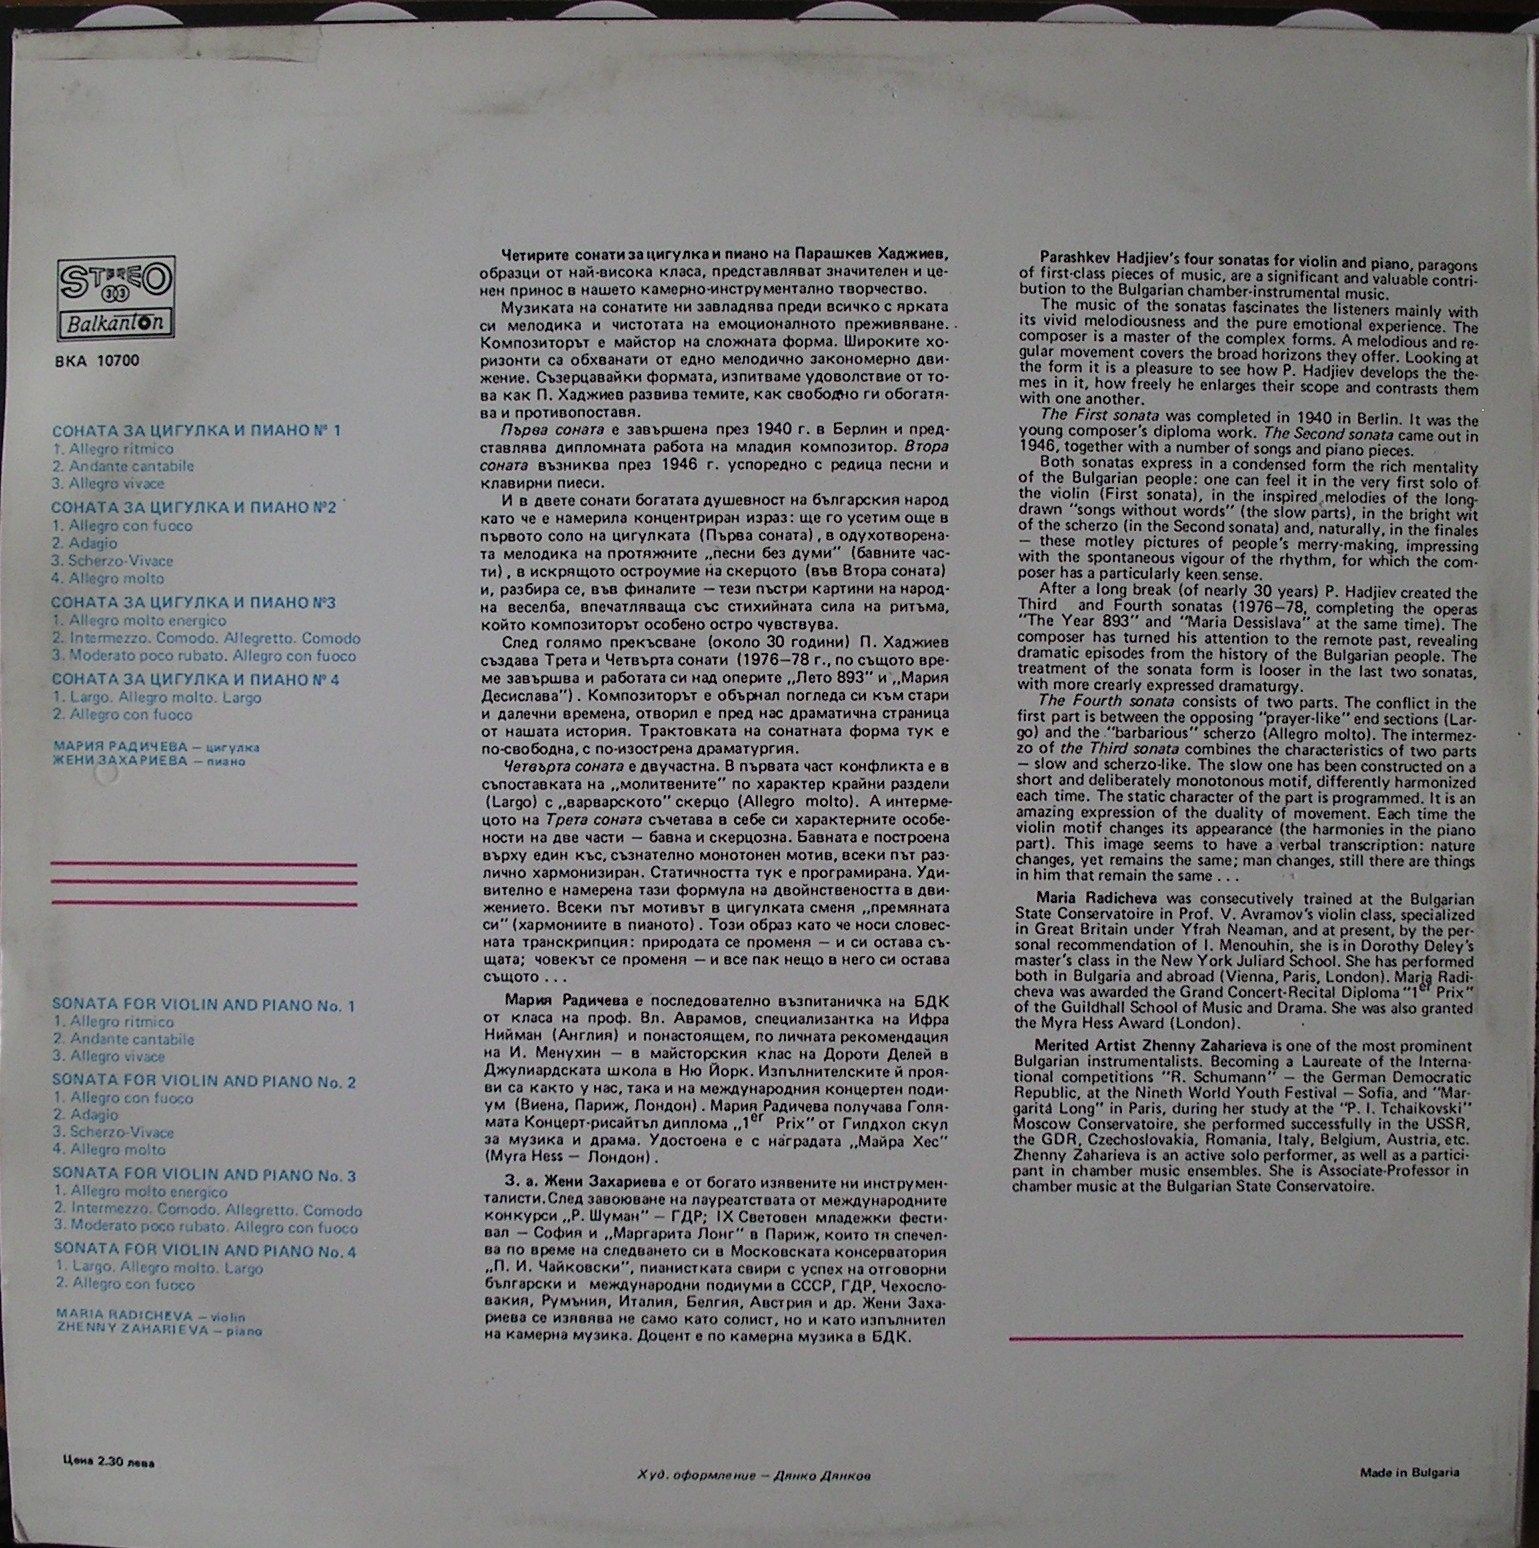 STEREO
33
Balkanton
ВКА 10700
СОНАТА ЗА ЦИГУЛКА И ПИАНО № 1
1. Allegro ritmico
2. Andante cantabile
3. Allegro vivace
СОНАТА ЗА ЦИГУЛКА И ПИАНО №2
1. Allegro con fuoco
2. Adagio
3. Scherzo-Vivace
4. Allegro molto
СОНАТА ЗА ЦИГУЛКА И ПИАНО №3
1. Allegro molto energico
2. Intermezzo. Comodo. Allegretto. Comodo
3. Moderato poco rubato. Allegro con fuoco
СОНАТА ЗА ЦИГУЛКА И ПИАНО № 4
1. Largo. Allegro molto. Largo
2. Allegro con fuoco
МАРИЯ РАДИЧЕВА – цигулка
ЖЕНИ ЗАХАРИЕВА – пиано
SONATA FOR VIOLIN AND PIANO No. 1
1. Allegro ritmico
2. Andante cantabile
3. Allegro vivace
SONATA FOR VIOLIN AND PIANO No. 2
1. Allegro con fuoco
2. Adagio
3. Scherzo-Vivace
4. Allegro molto
SONATA FOR VIOLIN AND PIANO No. 3
1. Allegro molto energico
2. Intermezzo. Comodo. Allegretto. Comodo
3. Moderato poco rubato. Allegro con fuoco
SONATA FOR VIOLIN AND PIANO No. 4
1. Largo. Allegro molto. Largo
2. Allegro con fuoco
MARIA RADICHEVA – violin
ZHENNY ZAHARIEVA – piano
Цена 2.30 лева
Четирите сонати за цигулка и пиано на Парашкев Хаджиев,
образци от най-висока класа, представляват значителен и це-
нен принос в нашето камерно-инструментално творчество.
Музиката на сонатите ни завладява преди всичко с ярката
си мелодика и чистотата на емоционалното преживяване.
Композиторът е майстор на сложната форма. Широките хо-
ризонти са обхванати от едно мелодично закономерно дви-
жение. Съзерцавайки формата, изпитваме удоволствие от то-
ва как П. Хаджиев развива темите, как свободно ги обогатя-
ва и противопоставя.
Първа соната е завършена през 1940 г. в Берлин и пред-
ставлява дипломната работа на младия композитор. Втора
соната възниква през 1946 г. успоредно с редица песни и
клавирни пиеси.
И в двете сонати богатата душевност на българския народ
като че е намерила концентриран израз: ще го усетим още в
първото соло на цигулката (Първа соната), в одухотворена-
та мелодика на протяжните „песни без думи" (бавните час-
ти), в искрящото остроумие на скерцото (във Втора соната)
и, разбира се, във финалите – тези пъстри картини на народ-
на веселба, впечатляваща със стихийната сила на ритъма,
който композиторът особено остро чувствува.
След голямо прекъсване (около 30 години) П. Хаджиев
създава Трета и Четвърта сонати (1976–78 г., по същото вре-
ме завършва и работата си над оперите „Лето 893" и „Мария
Десислава"). Композиторът е обърнал погледа си към стари
и далечни времена, отворил е пред нас драматична страница
от нашата история. Трактовката на сонатната форма тук е
по-свободна, с по-изострена драматургия.
Четвърта соната е двучастна. В първата част конфликта е в
съпоставката на „молитвените" по характер крайни раздели
(Largo) с „варварското" скерцо (Allegro molto). А интерме-
цото на Трета соната съчетава в себе си характерните особе-
ности на две части – бавна и скерцозна. Бавната е построена
върху един къс, съзнателно монотонен мотив, всеки път раз-
лично хармонизиран. Статичността тук е програмирана. Уди-
вително е намерена тази формула на двойнствеността в дви-
жението. Всеки път мотивът в цигулката сменя „премяната
си" (хармониите в пианото). Този образ като че носи словес-
ната транскрипция: природата се променя – и си остава съ-
щата; човекът се променя – и все пак нещо в него си остава
същото . . .
Мария Радичева е последователно възпитаничка на БДК
от класа на проф. Вл. Аврамов, специализантка на Ифра
Нийман (Англия) и понастоящем, по личната рекомендация
на И. Менухин – в майсторския клас на Дороти Делей в
Джулиардската школа в Ню Йорк. Изпълнителските й проя-
ви са както у нас, така и на международния концертен поди-
ум (Виена, Париж, Лондон). Мария Радичева получава Голя-
мата Концерт-рисайтъл диплома „1er Prix" от Гилдхол скул
за музика и драма. Удостоена е с наградата „Майра Хес"
(Myra Hess – Лондон).
З. а. Жени Захариева е от богато изявените ни инструмен-
талисти. След завоюване на лауреатствата от международните
конкурси „Р. Шуман" – ГДР; IX Световен младежки фести-
вал – София и „Маргарита Лонг" в Париж, които тя спечел-
ва по време на следването си в Московската консерватория
„П. И. Чайковски", пианистката свири с успех на отговорни
български и международни подиуми в СССР, ГДР, Чехосло-
вакия, Румъния, Италия, Белгия, Австрия и др. Жени Заха-
риева се изявява не само като солист, но и като изпълнител
на камерна музика. Доцент е по камерна музика в БДК.
Худ. оформление – Дянко Дянков
Parashkev Hadjiev's four sonatas for violin and piano, paragons
of first-class pieces of music, are a significant and valuable contri-
bution to the Bulgarian chamber-instrumental music.
The music of the sonatas fascinates the listeners mainly with
its vivid melodiousness and the pure emotional experience. The
composer is a master of the complex forms. A melodious and re-
gular movement covers the broad horizons they offer. Looking at
the form it is a pleasure to see how P. Hadjiev develops the the-
mes in it, how freely he enlarges their scope and contrasts them
with one another.
The First sonata was completed in 1940 in Berlin. It was the
young composer's diploma work. The Second sonata came out in
1946, together with a number of songs and piano pieces.
Both sonatas express in a condensed form the rich mentality
of the Bulgarian people: one can feel it in the very first solo of
the violin (First sonata), in the inspired melodies of the long-
drawn "songs without words" (the slow parts), in the bright wit
of the scherzo (in the Second sonata) and, naturally, in the finales
– these motley pictures of people's merry-making, impressing
with the spontaneous vigour of the rhythm, for which the com-
poser has a particularly keen sense.
After a long break (of nearly 30 years) P. Hadjiev created the
Third and Fourth sonatas (1976–78, completing the operas
"The Year 893" and "Maria Dessislava" at the same time). The
composer has turned his attention to the remote past, revealing
dramatic episodes from the history of the Bulgarian people. The
treatment of the sonata form is looser in the last two sonatas,
with more crearly expressed dramaturgy.
The Fourth sonata consists of two parts. The conflict in the
first part is between the opposing "prayer-like" end sections (Lar-
go) and the "barbarious" scherzo (Allegro molto). The intermez-
zo of the Third sonata combines the characteristics of two parts
– slow and scherzo-like. The slow one has been constructed on a
short and deliberately monotonous motif, differently harmonized
each time. The static character of the part is programmed. It is an
amazing expression of the duality of movement. Each time the
violin motif changes its appearance (the harmonies in the piano
part). This image seems to have a verbal transcription: nature
changes, yet remains the same; man changes, still there are things
in him that remain the same . . .
Maria Radicheva was consecutively trained at the Bulgarian
State Conservatoire in Prof. V. Avramov's violin class, specialized
in Great Britain under Yfrah Neaman, and at present, by the per-
sonal recommendation of I. Menouhin, she is in Dorothy Deley's
master's class in the New York Juliard School. She has performed
both in Bulgaria and abroad (Vienna, Paris, London). Maria Radi-
cheva was awarded the Grand Concert-Recital Diploma "1er Prix"
of the Guildhall School of Music and Drama. She was also granted
the Myra Hess Award (London).
Merited Artist Zhenny Zaharieva is one of the most prominent
Bulgarian instrumentalists. Becoming a Laureate of the Interna-
tional competitions "R. Schumann" – the German Democratic
Republic, at the Nineth World Youth Festival – Sofia, and "Mar-
garitá Long" in Paris, during her study at the "P. I. Tchaikovski"
Moscow Conservatoire, she performed successfully in the USSR,
the GDR, Czechoslovakia, Romania, Italy, Belgium, Austria, etc.
Zhenny Zaharieva is an active solo performer, as well as a partici-
pant in chamber music ensembles. She is Associate-Professor in
chamber music at the Bulgarian State Conservatoire.
Made in Bulgaria